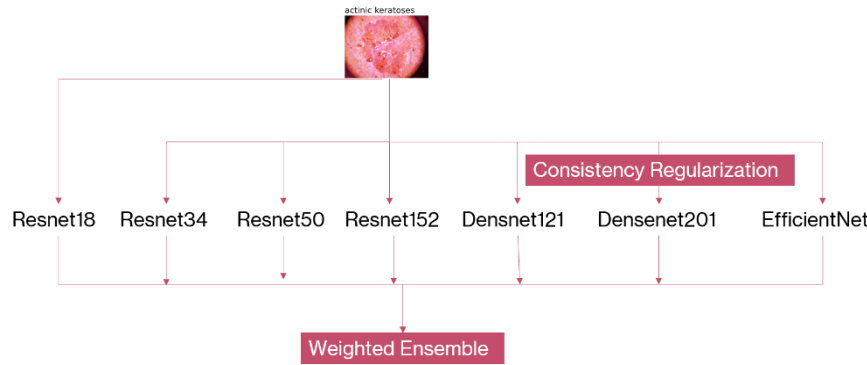 actinic keratoses
Consistency Regularization
Resnet18
Resnet34
Resnet50
Resnet152
Densnet121
Densenet201
EfficientNet
Weighted Ensemble